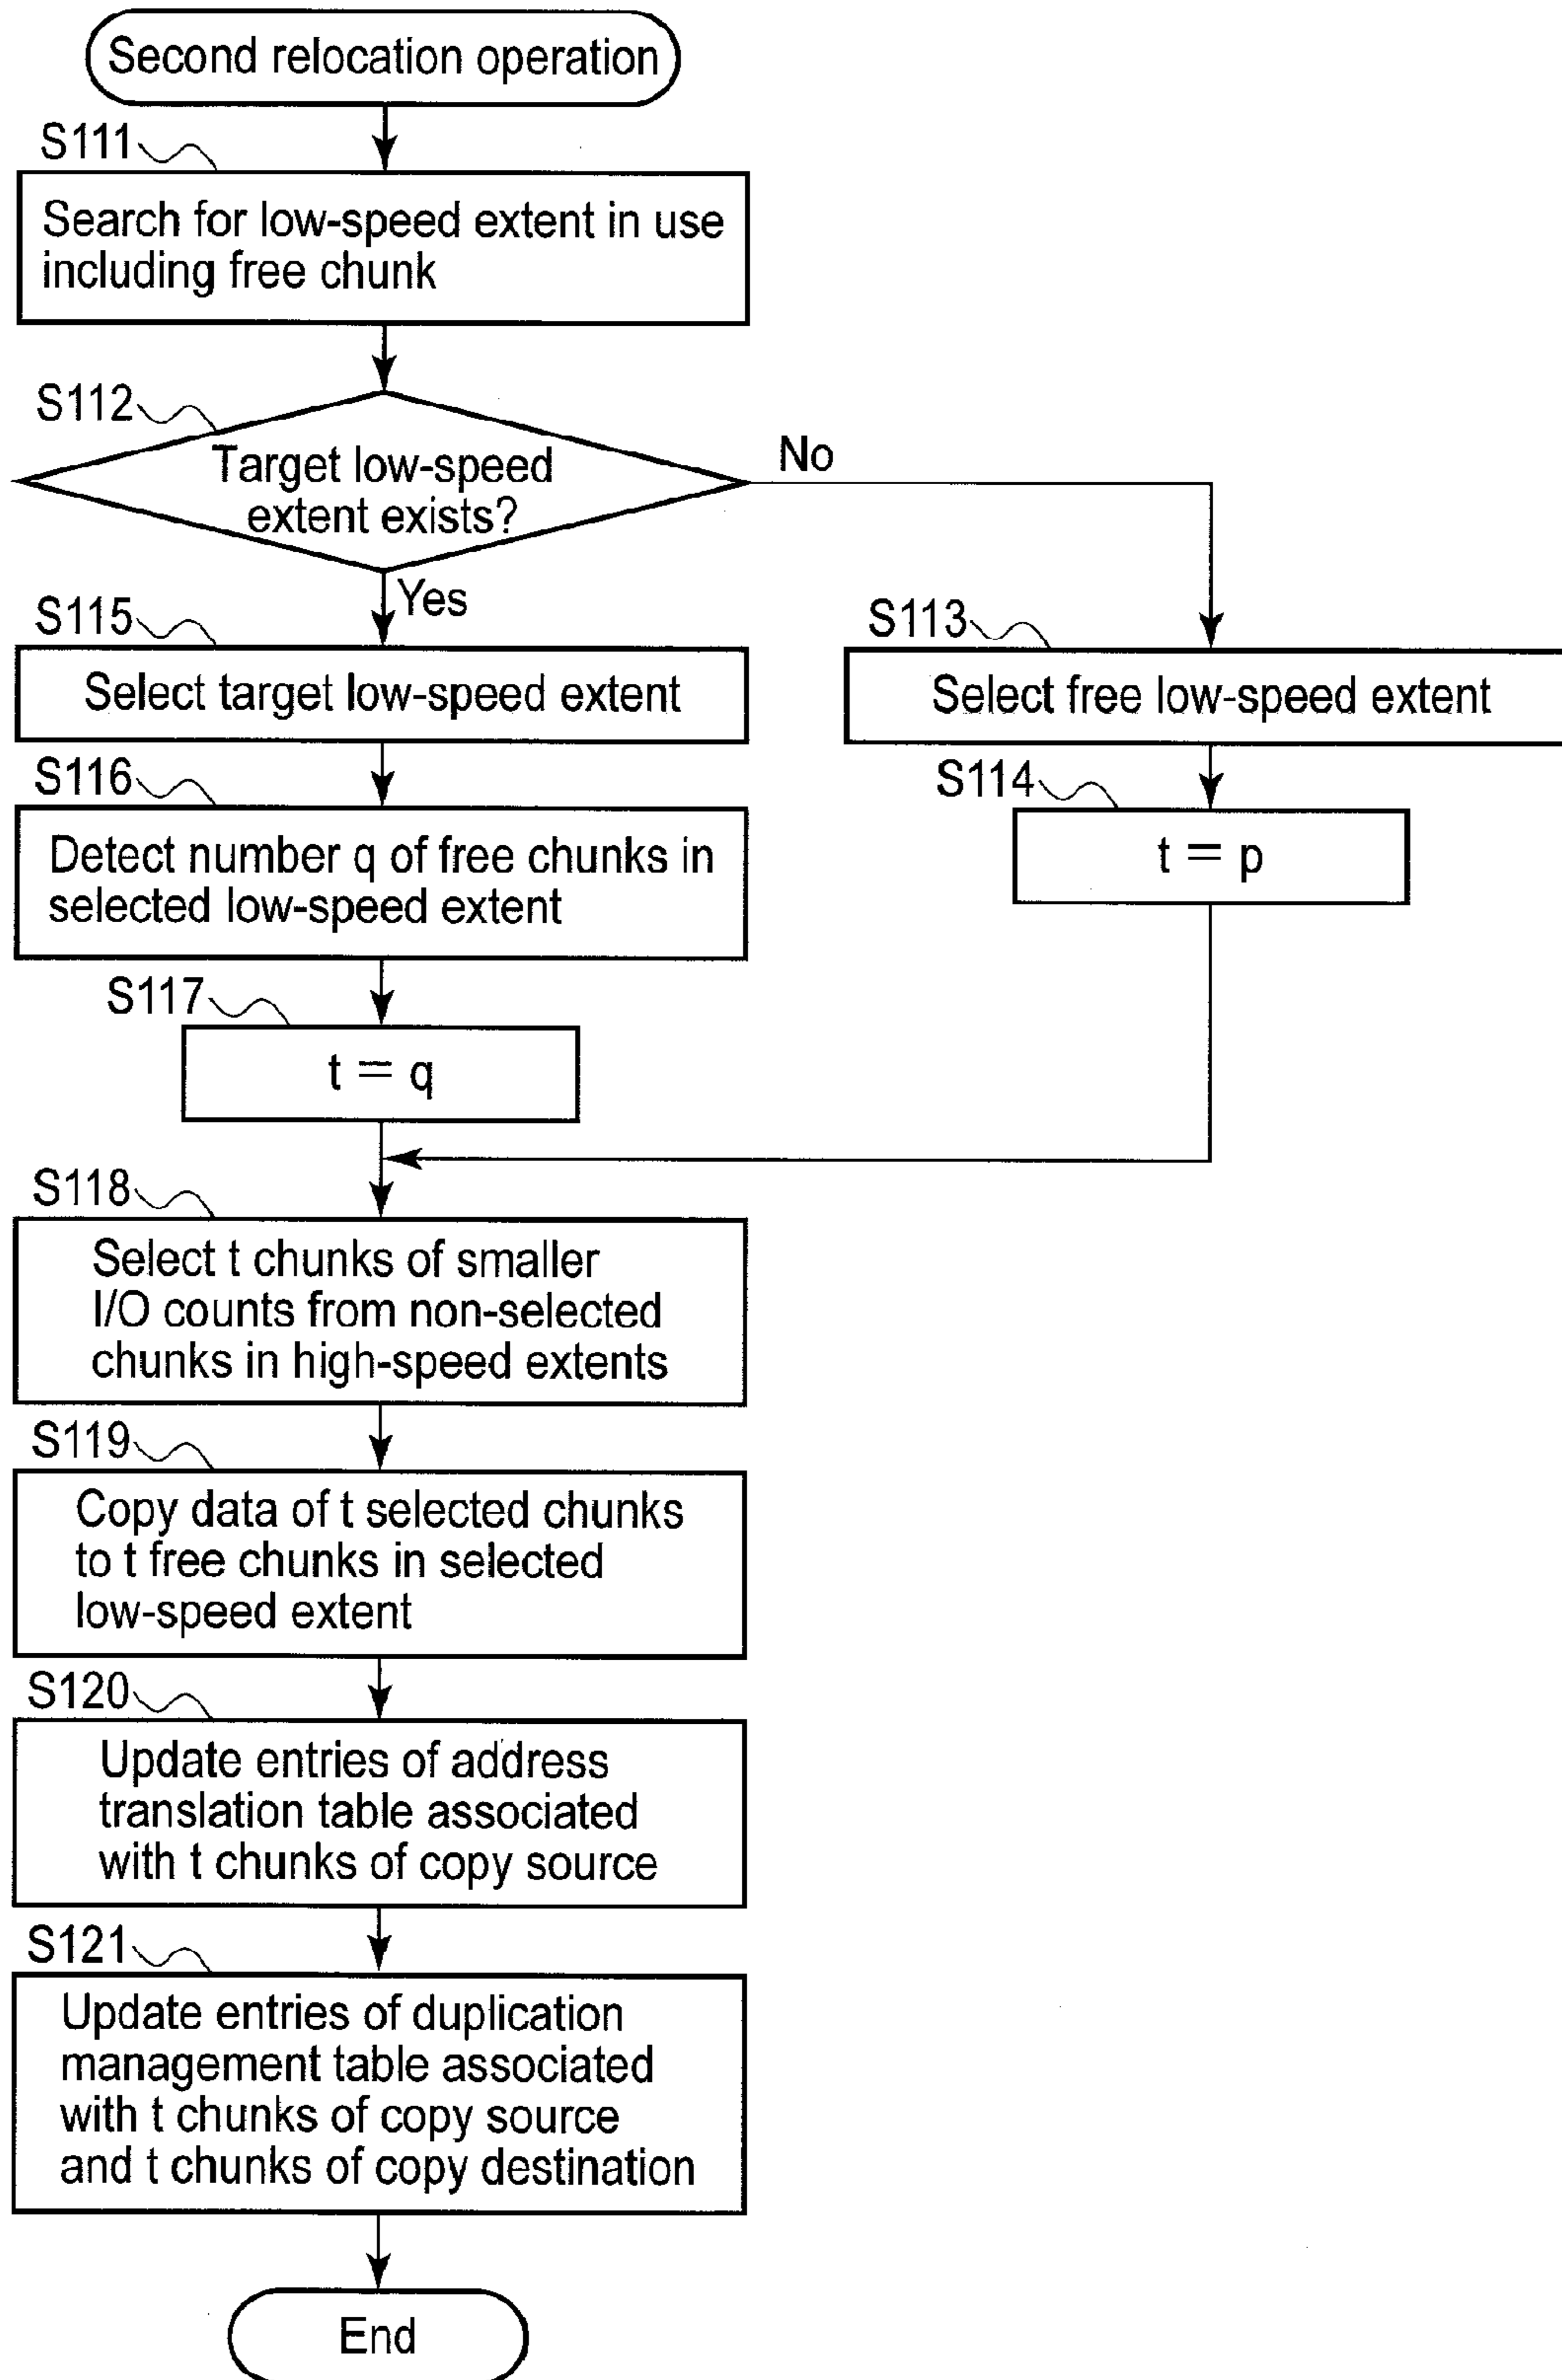 Second relocation operation
S111
Search for low-speed extent in use
including free chunk
S112
Target low-speed
extent exists?
No
Yes
S115
Select target low-speed extent
S113
Select free low-speed extent
S116
Detect number q of free chunks in
selected low-speed extent
S114
t = p
S117
t = q
S118
Select t chunks of smaller
I/O counts from non-selected
chunks in high-speed extents
S119
Copy data of t selected chunks
to t free chunks in selected
low-speed extent
S120
Update entries of address
translation table associated
with t chunks of copy source
S121
Update entries of duplication
management table associated
with t chunks of copy source
and t chunks of copy destination
End